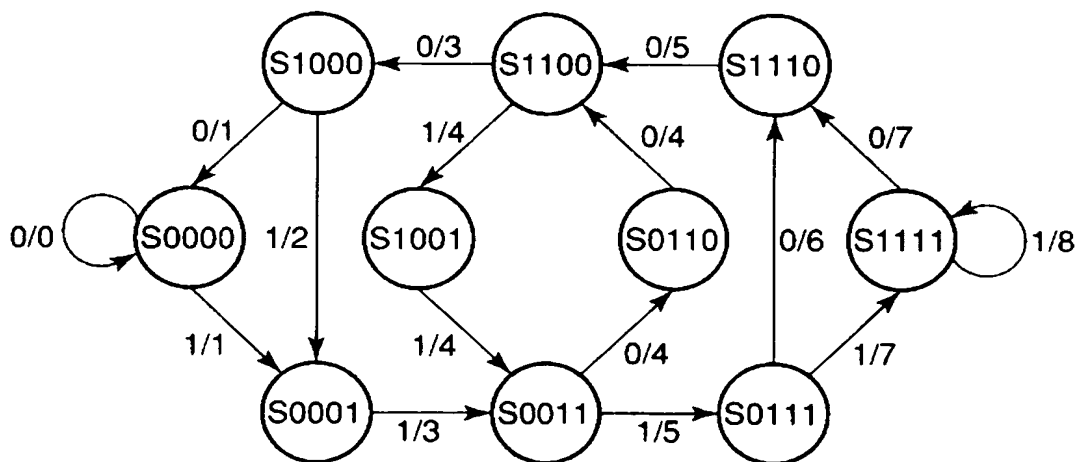 S1000 0/3 S1100 0/5 S1110
0/1 1/4 0/4 0/7
0/0 S0000 1/2 S1001 S0110 0/6 S1111 1/8
1/1 1/4 0/4 1/7
S0001 1/3 S0011 1/5 S0111